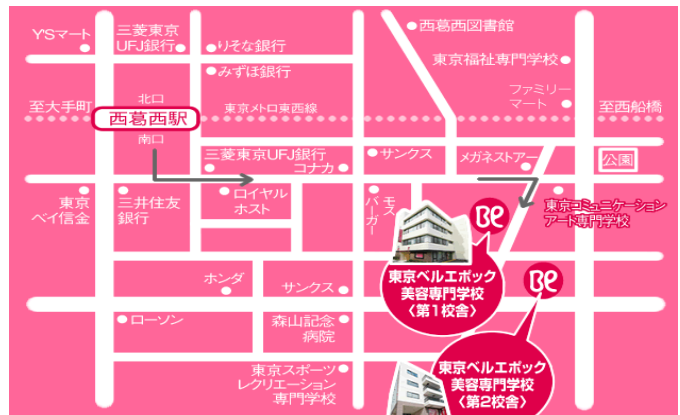 Y'Sマート
三菱東京
UFJ銀行
りそな銀行
みずほ銀行
西葛西図書館
東京福祉専門学校
ファミリー
マート
至大手町
北口
西葛西駅
南口
東京メトロ東西線
至西船橋
三菱東京UFJ銀行
コナカ
サンクス
メガネストアー
公園
東京
ベイ信金
三井住友
銀行
ロイヤル
ホスト
モス
バーガー
東京コミュニケーション
アート専門学校
Be
東京ベルエポック
美容専門学校
〈第1校舎〉
Be
ホンダ
サンクス
ローソン
森山記念
病院
東京スポーツ
レクリエーション
専門学校
東京ベルエポック
美容専門学校
〈第2校舎〉